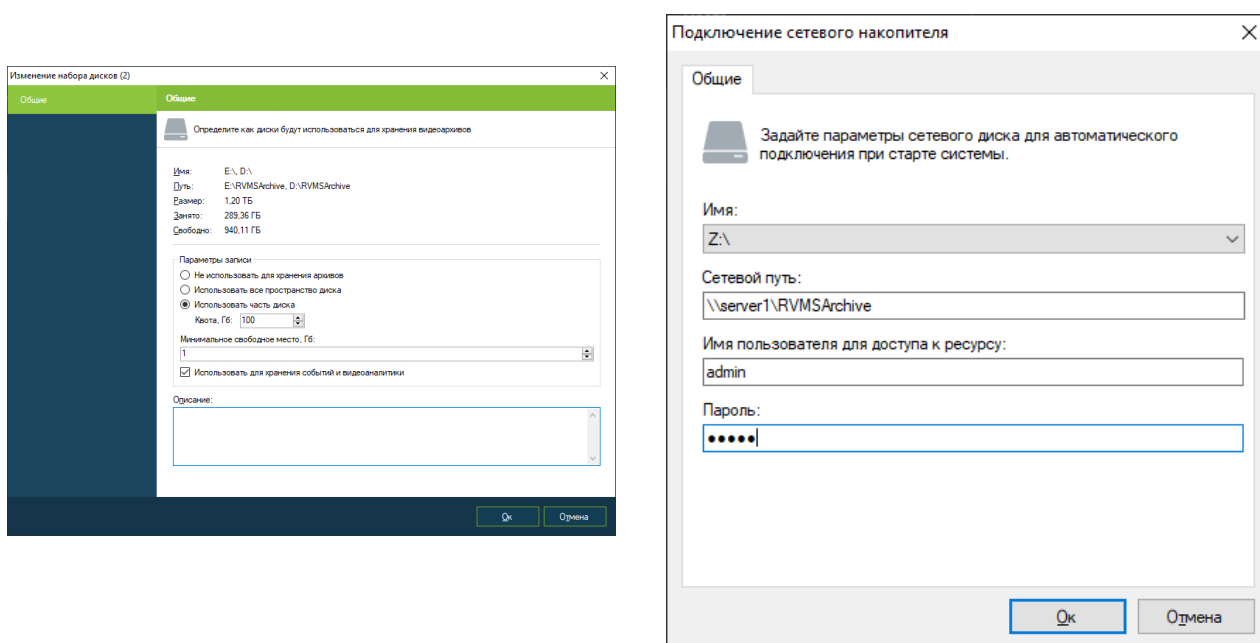 Изменение набора дисков (2)
Общие
Общие
Определите как диски будут использоваться для хранения видеоархивов
Имя: E:\, D:\
Путь: E:\RVMSArchive, D:\RVMSArchive
Размер: 1,20 ТБ
Занято: 289,36 ГБ
Свободно: 940,11 ГБ
Параметры записи
Не использовать для хранения архивов
Использовать все пространство диска
Использовать часть диска
Квота, Гб: 100
Минимальное свободное место, Гб:
1
Использовать для хранения событий и видеоаналитики
Описание:
Ок Отмена
Подключение сетевого накопителя
Общие
Задайте параметры сетевого диска для автоматического
подключения при старте системы.
Имя:
Z:\
Сетевой путь:
\\server1\RVMSArchive
Имя пользователя для доступа к ресурсу:
admin
Пароль:
●●●●●
Ок Отмена